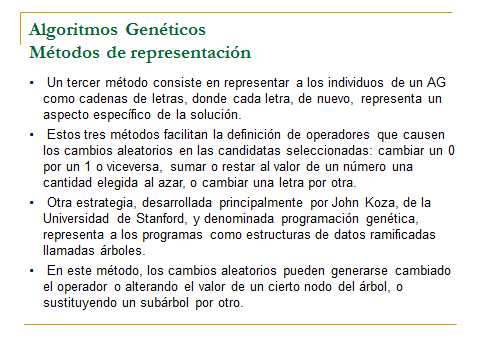 Algoritmos Genéticos
Métodos de representación
• Un tercer método consiste en representar a los individuos de un AG
como cadenas de letras, donde cada letra, de nuevo, representa un
aspecto específico de la solución.
• Estos tres métodos facilitan la definición de operadores que causen
los cambios aleatorios en las candidatas seleccionadas: cambiar un 0
por un 1 o viceversa, sumar o restar al valor de un número una
cantidad elegida al azar, o cambiar una letra por otra.
• Otra estrategia, desarrollada principalmente por John Koza, de la
Universidad de Stanford, y denominada programación genética,
representa a los programas como estructuras de datos ramificadas
llamadas árboles.
• En este método, los cambios aleatorios pueden generarse cambiado
el operador o alterando el valor de un cierto nodo del árbol, o
sustituyendo un subárbol por otro.